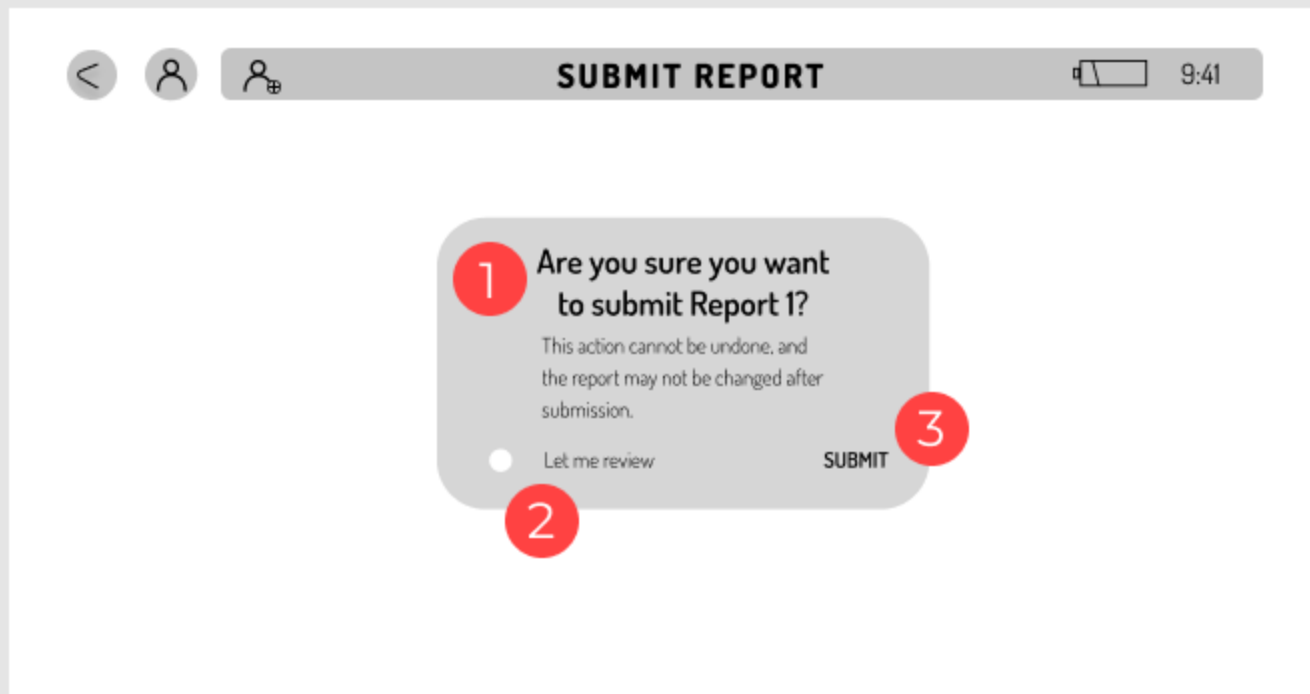 SUBMIT REPORT
9:41
1
Are you sure you want
to submit Report 1?
This action cannot be undone, and
the report may not be changed after
submission.
3
Let me review
SUBMIT
2